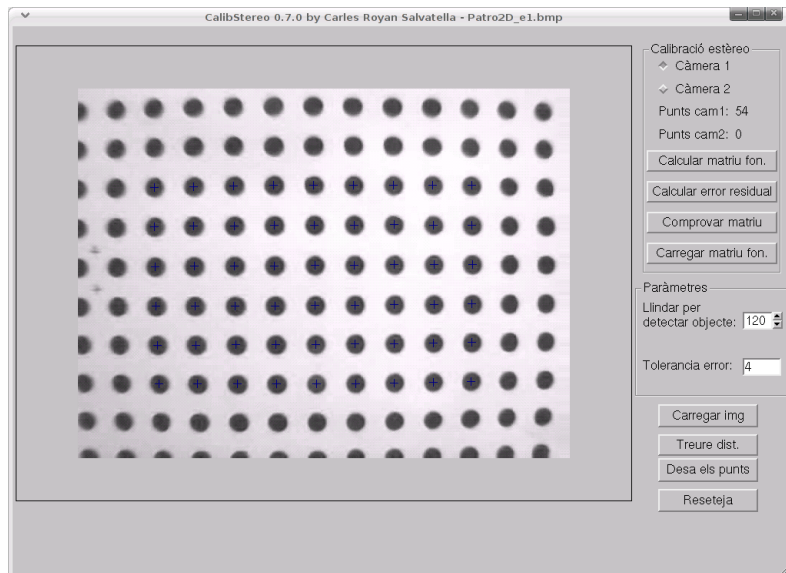 CalibStereo 0.7.0 by Carles Royan Salvatella - Patro2D_e1.bmp
Calibració estèreo
Càmera 1
Càmera 2
Punts cam1: 54
Punts cam2: 0
Calcular matriu fon.
Calcular error residual
Comprovar matriu
Carregar matriu fon.
Paràmetres
Llindar per
detectar objecte: 120
Tolerancia error: 4
Carregar img
Treure dist.
Desa els punts
Reseteja